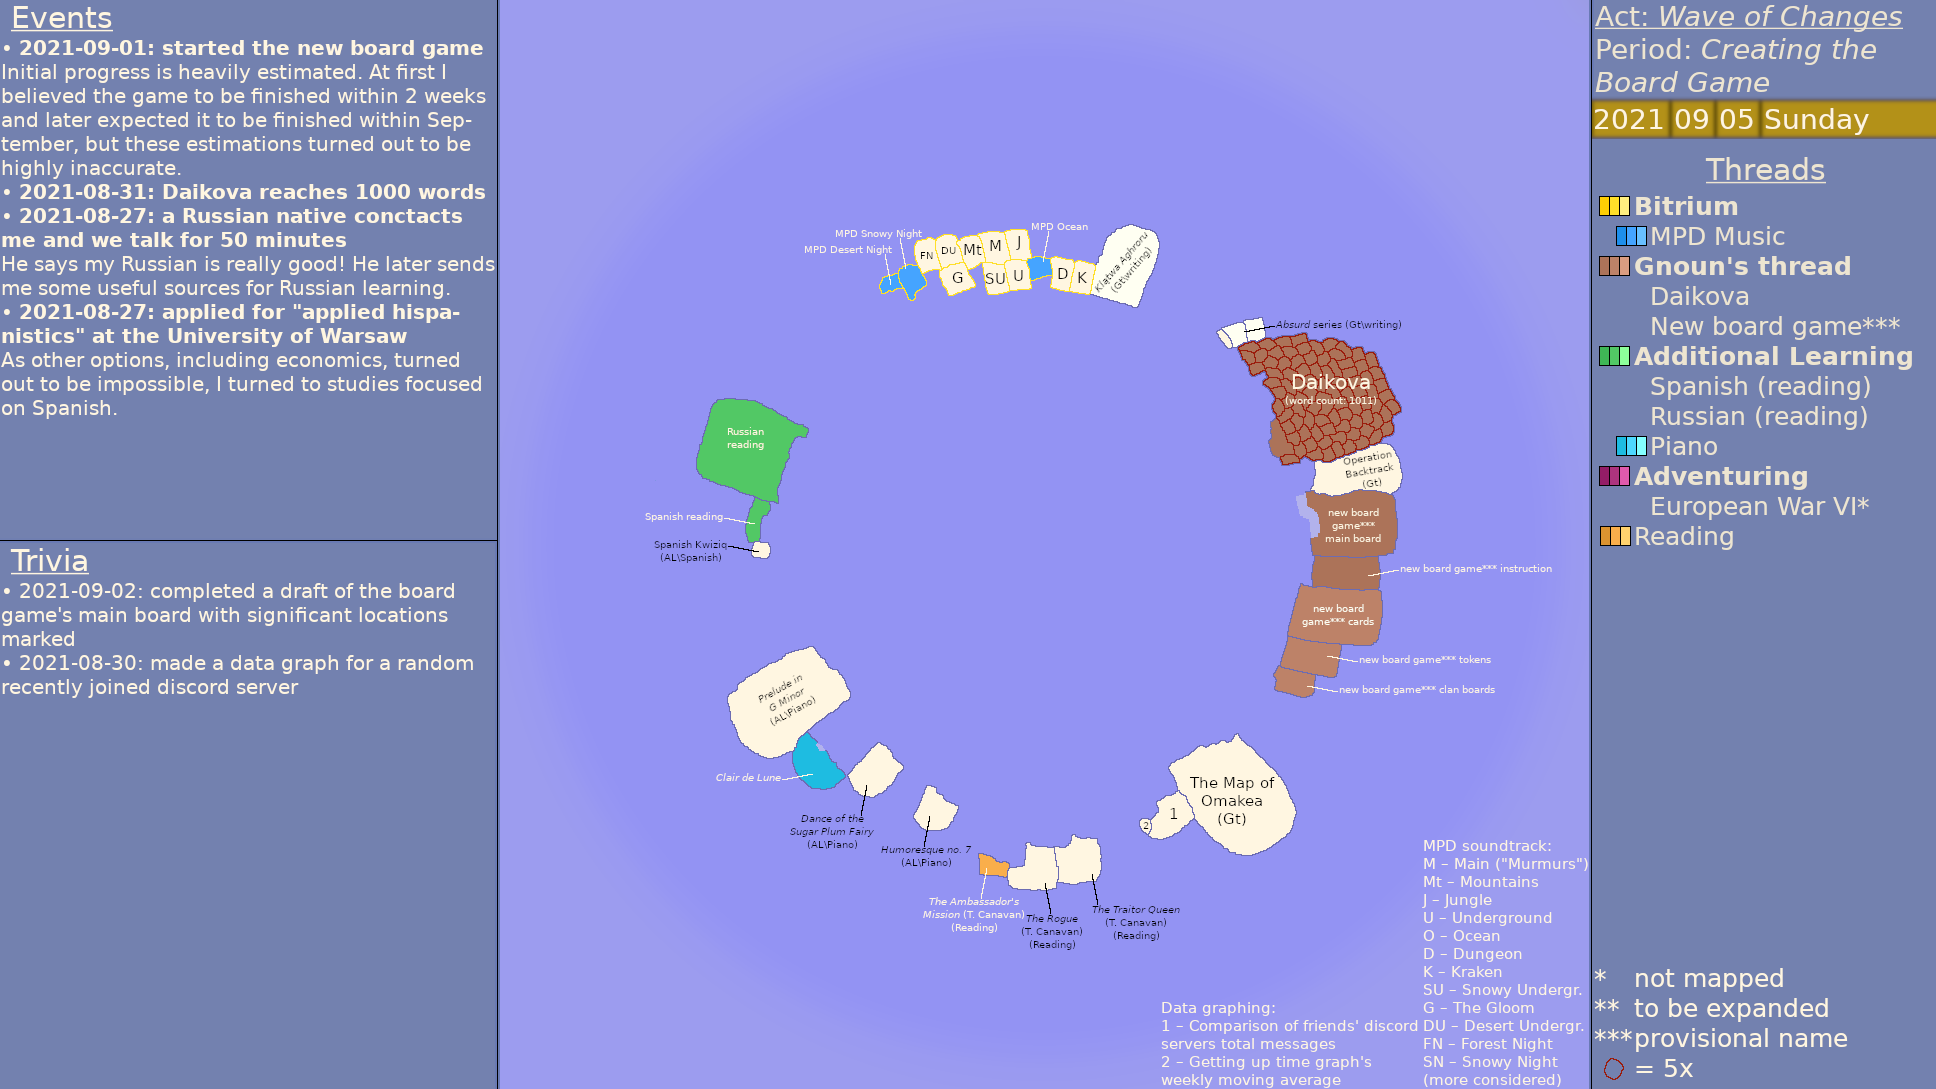 Events
• 2021-09-01: started the new board game
Initial progress is heavily estimated. At first I
believed the game to be finished within 2 weeks
and later expected it to be finished within Sep-
tember, but these estimations turned out to be
highly inaccurate.
• 2021-08-31: Daikova reaches 1000 words
• 2021-08-27: a Russian native conctacts
me and we talk for 50 minutes
He says my Russian is really good! He later sends
me some useful sources for Russian learning.
• 2021-08-27: applied for "applied hispa-
nistics" at the University of Warsaw
As other options, including economics, turned
out to be impossible, I turned to studies focused
on Spanish.
Trivia
• 2021-09-02: completed a draft of the board
game's main board with significant locations
marked
• 2021-08-30: made a data graph for a random
recently joined discord server
MPD Snowy Night
MPD Desert Night
MPD Ocean
FN
DU
Mt
M
J
G
SU
U
D
K
Klątwa Aghroru
(Gt\writing)
Absurd series (Gt\writing)
Daikova
(word count: 1011)
Operation
Backtrack
(Gt)
new board
game***
main board
new board game*** instruction
new board
game*** cards
new board game*** tokens
new board game*** clan boards
Russian
reading
Spanish reading
Spanish Kwiziq
(AL\Spanish)
Prelude in
G Minor
(AL\Piano)
Clair de Lune
Dance of the
Sugar Plum Fairy
(AL\Piano)
Humoresque no. 7
(AL\Piano)
The Ambassador's
Mission (T. Canavan)
(Reading)
The Rogue
(T. Canavan)
(Reading)
The Traitor Queen
(T. Canavan)
(Reading)
The Map of
Omakea
(Gt)
1
2
Data graphing:
1 – Comparison of friends' discord
servers total messages
2 – Getting up time graph's
weekly moving average
MPD soundtrack:
M – Main ("Murmurs")
Mt – Mountains
J – Jungle
U – Underground
O – Ocean
D – Dungeon
K – Kraken
SU – Snowy Undergr.
G – The Gloom
DU – Desert Undergr.
FN – Forest Night
SN – Snowy Night
(more considered)
Act: Wave of Changes
Period: Creating the
Board Game
2021 09 05 Sunday
Threads
Bitrium
MPD Music
Gnoun's thread
Daikova
New board game***
Additional Learning
Spanish (reading)
Russian (reading)
Piano
Adventuring
European War VI*
Reading
* not mapped
** to be expanded
*** provisional name
= 5x